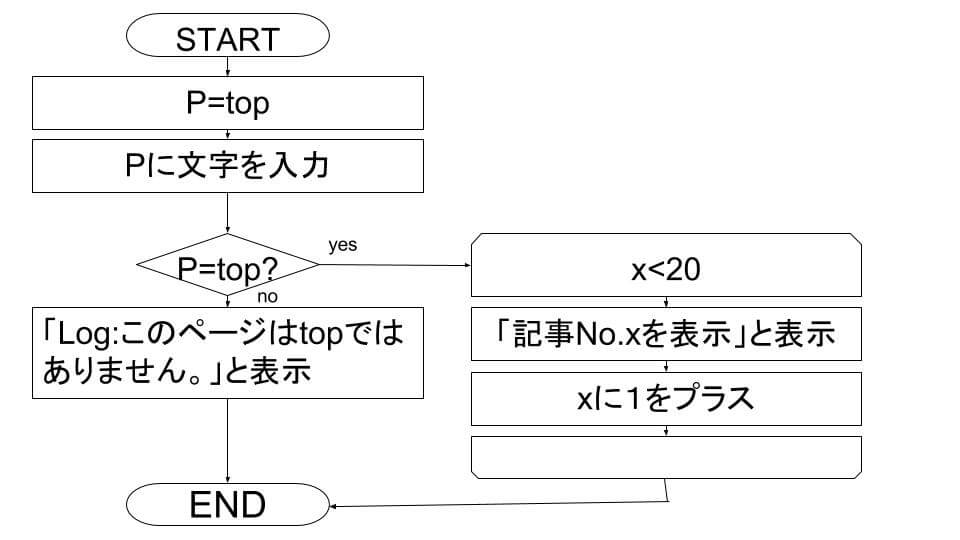 START
P=top
Pに文字を入力
P=top?
yes
no
「Log:このページはtopでは
ありません。」と表示
x<20
「記事No.xを表示」と表示
xに１をプラス
END